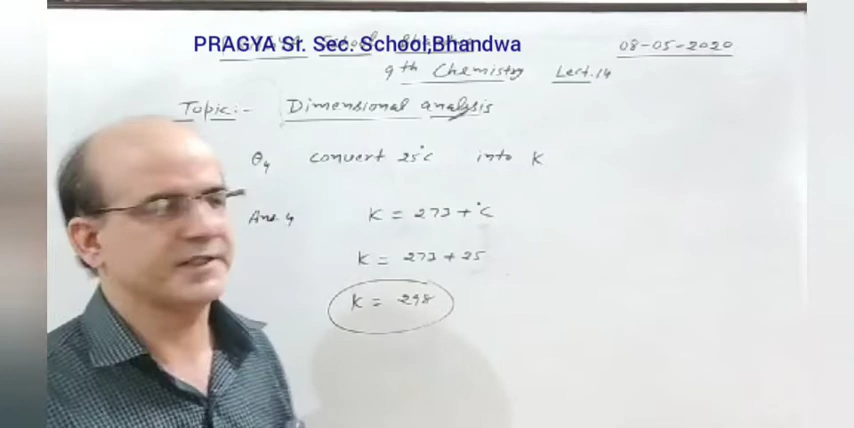 PRAGYA Sr. Sec. School,Bhandwa
08-05-2020
9th Chemistry Lect.14
Topic:- Dimensional analysis
Q4 convert 25°C into K
Ans.4 K = 273 + °C
K = 273 + 25
K = 298